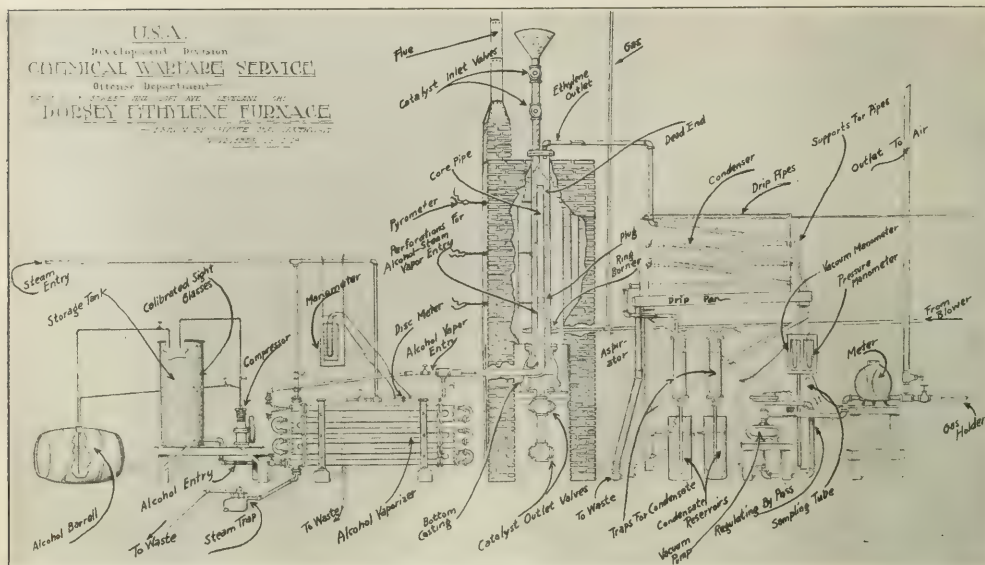 U.S.A.
Development Division
CHEMICAL WARFARE SERVICE
Offense Department
DORSEY ETHYLENE FURNACE
Flue
Catalyst Inlet Valves
Gas
Ethylene
Outlet
Dead End
Supports For Pipes
Outlet To Air
Core Pipe
Condenser
Drip Pipes
Pyrometer
Perforations For
Alcohol-Steam
Vapor Entry
Plug
Ring
Burner
Vacuum Manometer
Pressure
Manometer
Steam
Entry
Storage Tank
Calibrated Sight
Glasses
Manometer
Disc Meter
Alcohol Vapor
Entry
Drip Pan
From
Blower
Compressor
Aspi-
rator
Meter
Gas
Holder
Alcohol Barrell
Alcohol Entry
To Waste
Steam Trap
To Waste
Alcohol Vaporizer
Bottom
Casting
Catalyst Outlet Valves
To Waste
Traps For Condensate
Condensate
Reservoirs
Vacuum
Pump
Regulating By Pass
Sampling Tube